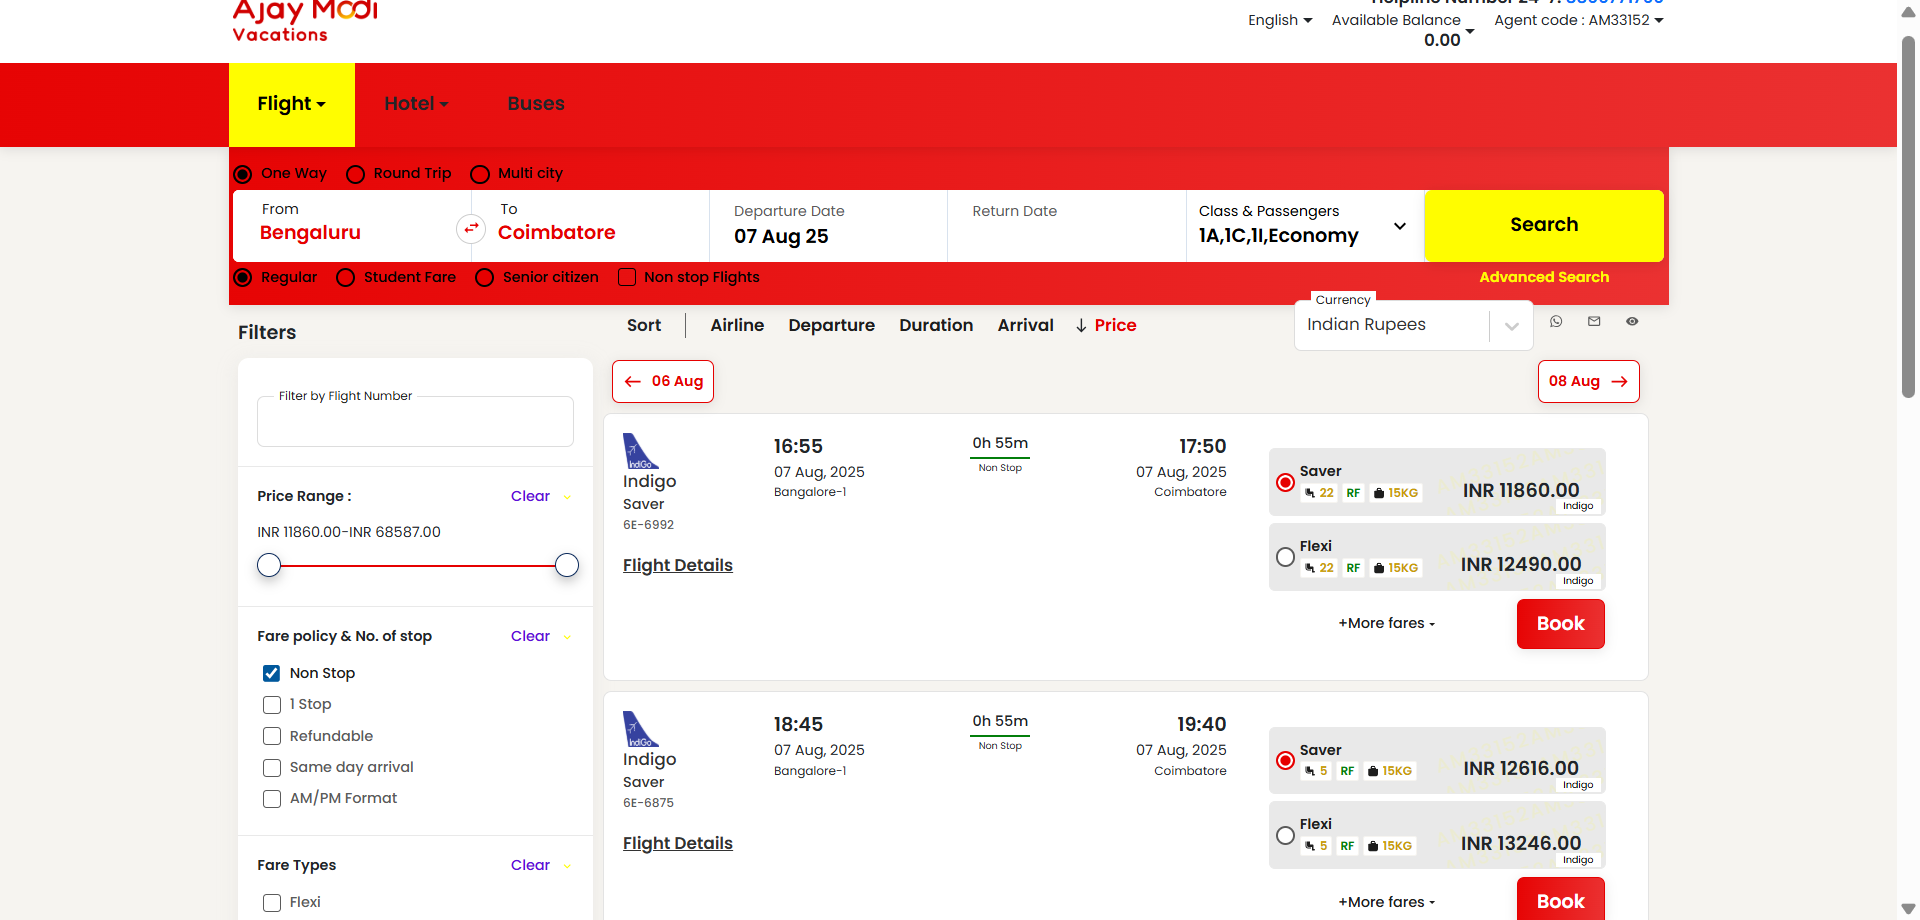 Ajay Modi
Vacations
English
Available Balance
0.00
Agent code : AM33152
Flight
Hotel
Buses
One Way
Round Trip
Multi city
From
Bengaluru
To
Coimbatore
Departure Date
07 Aug 25
Return Date
Class & Passengers
1A,1C,1I,Economy
Search
Regular
Student Fare
Senior citizen
Non stop Flights
Advanced Search
Filters
Sort
Airline
Departure
Duration
Arrival
Price
Currency
Indian Rupees
06 Aug
08 Aug
Filter by Flight Number
Price Range :
Clear
INR 11860.00-INR 68587.00
Fare policy & No. of stop
Clear
Non Stop
1 Stop
Refundable
Same day arrival
AM/PM Format
Fare Types
Clear
Flexi
IndiGo
Indigo
Saver
6E-6992
Flight Details
16:55
07 Aug, 2025
Bangalore-1
0h 55m
Non Stop
17:50
07 Aug, 2025
Coimbatore
Saver
22 RF 15KG
INR 11860.00
Indigo
Flexi
22 RF 15KG
INR 12490.00
Indigo
+More fares
Book
IndiGo
Indigo
Saver
6E-6875
Flight Details
18:45
07 Aug, 2025
Bangalore-1
0h 55m
Non Stop
19:40
07 Aug, 2025
Coimbatore
Saver
5 RF 15KG
INR 12616.00
Indigo
Flexi
5 RF 15KG
INR 13246.00
Indigo
+More fares
Book